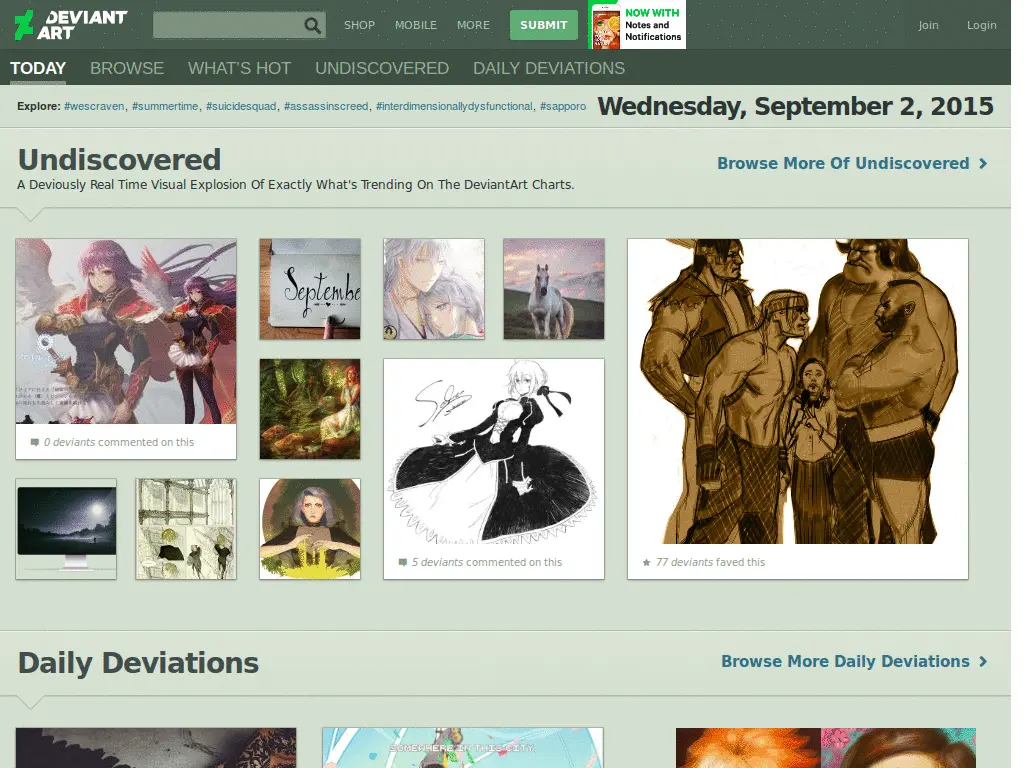 DEVIANT
ART
SHOP
MOBILE
MORE
SUBMIT
NOW WITH
Notes and
Notifications
Join
Login
TODAY
BROWSE
WHAT'S HOT
UNDISCOVERED
DAILY DEVIATIONS
Explore: #wescraven, #summertime, #suicidesquad, #assassinscreed, #interdimensionallydysfunctional, #sapporo
Wednesday, September 2, 2015
Undiscovered
Browse More Of Undiscovered
A Deviously Real Time Visual Explosion Of Exactly What's Trending On The DeviantArt Charts.
Septembe
0 deviants commented on this
5 deviants commented on this
77 deviants faved this
Daily Deviations
Browse More Daily Deviations
SOMEWHERE IN THIS CITY,